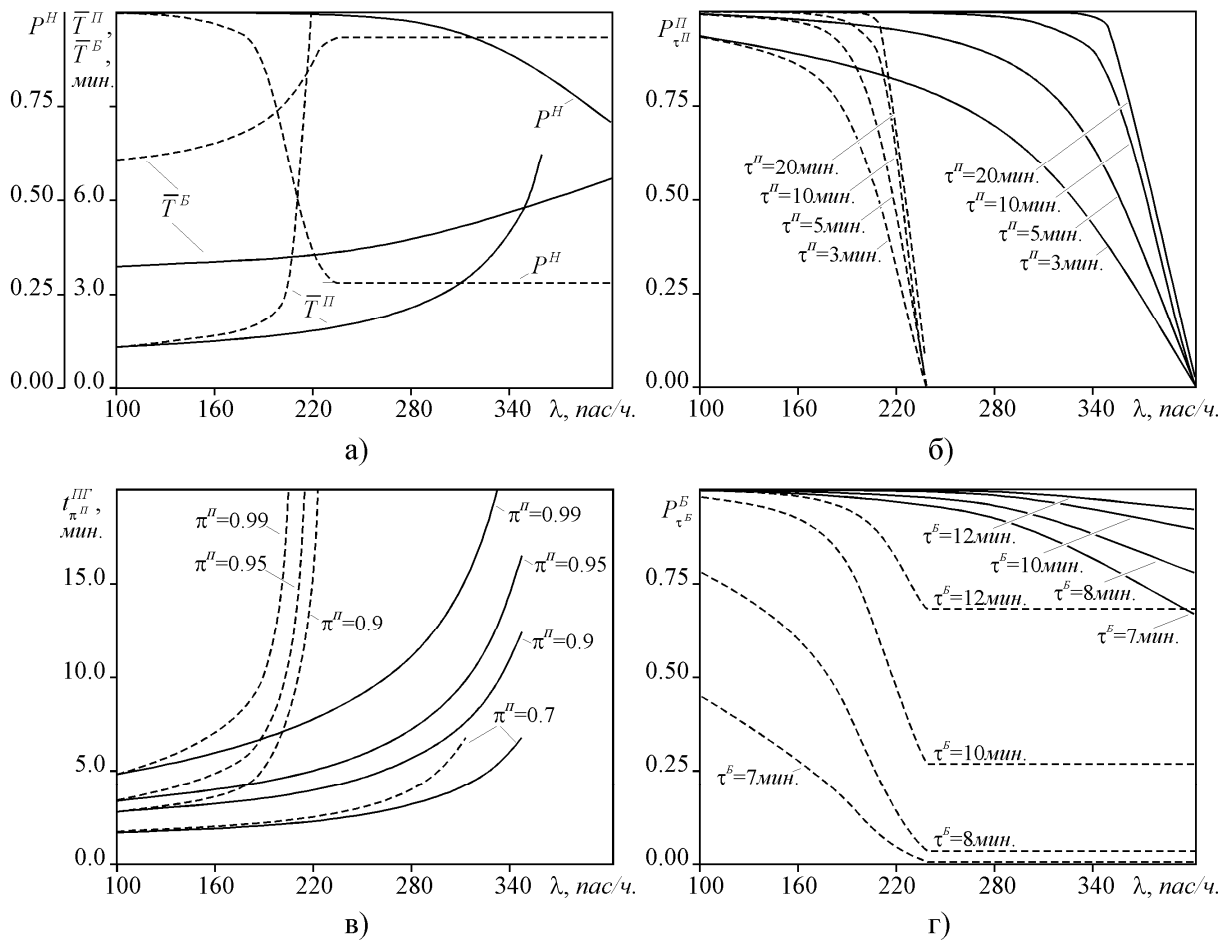 P^Н T̅^П,
T̅^Б,
мин.
0.75
0.50 6.0
0.25 3.0
0.00 0.0
P^Н
T̅^Б
P^Н
T̅^П
100 160 220 280 340 λ, пас/ч.
а)
P^П_τ^П
0.75
0.50
0.25
0.00
τ^П=20мин.
τ^П=10мин.
τ^П=5мин.
τ^П=3мин.
τ^П=20мин.
τ^П=10мин.
τ^П=5мин.
τ^П=3мин.
100 160 220 280 340 λ, пас/ч.
б)
t^ПГ_π^П,
мин.
15.0
10.0
5.0
0.0
π^П=0.99
π^П=0.95
π^П=0.9
π^П=0.99
π^П=0.95
π^П=0.9
π^П=0.7
100 160 220 280 340 λ, пас/ч.
в)
P^Б_τ^Б
0.75
0.50
0.25
0.00
τ^Б=12мин.
τ^Б=10мин.
τ^Б=8мин.
τ^Б=12мин.
τ^Б=7мин.
τ^Б=10мин.
τ^Б=7мин.
τ^Б=8мин.
100 160 220 280 340 λ, пас/ч.
г)